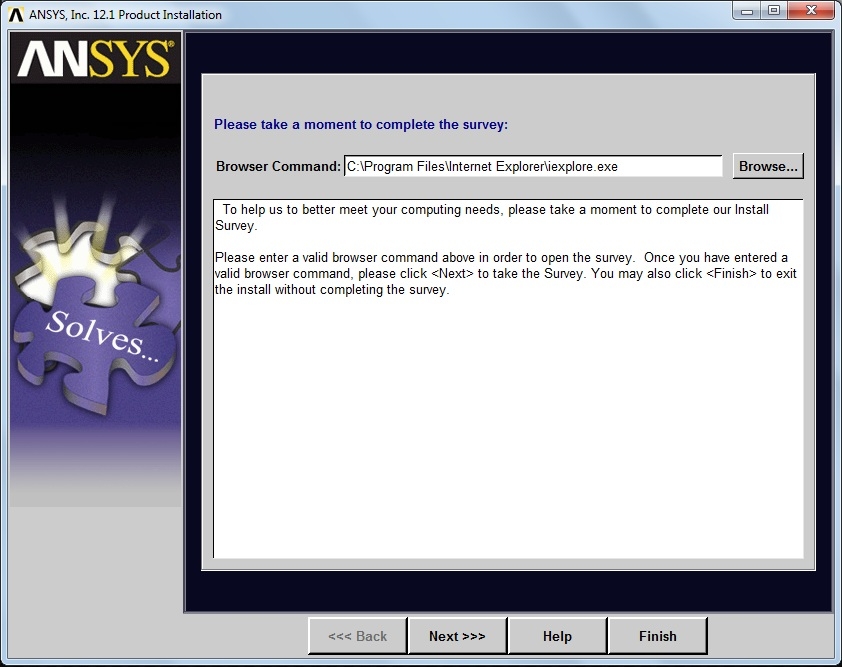 ANSYS, Inc. 12.1 Product Installation
ANSYS®
Please take a moment to complete the survey:
Browser Command: C:\Program Files\Internet Explorer\iexplore.exe Browse...
To help us to better meet your computing needs, please take a moment to complete our Install
Survey.
Please enter a valid browser command above in order to open the survey.  Once you have entered a
valid browser command, please click <Next> to take the Survey. You may also click <Finish> to exit
the install without completing the survey.
Solves...
<<< Back Next >>> Help Finish